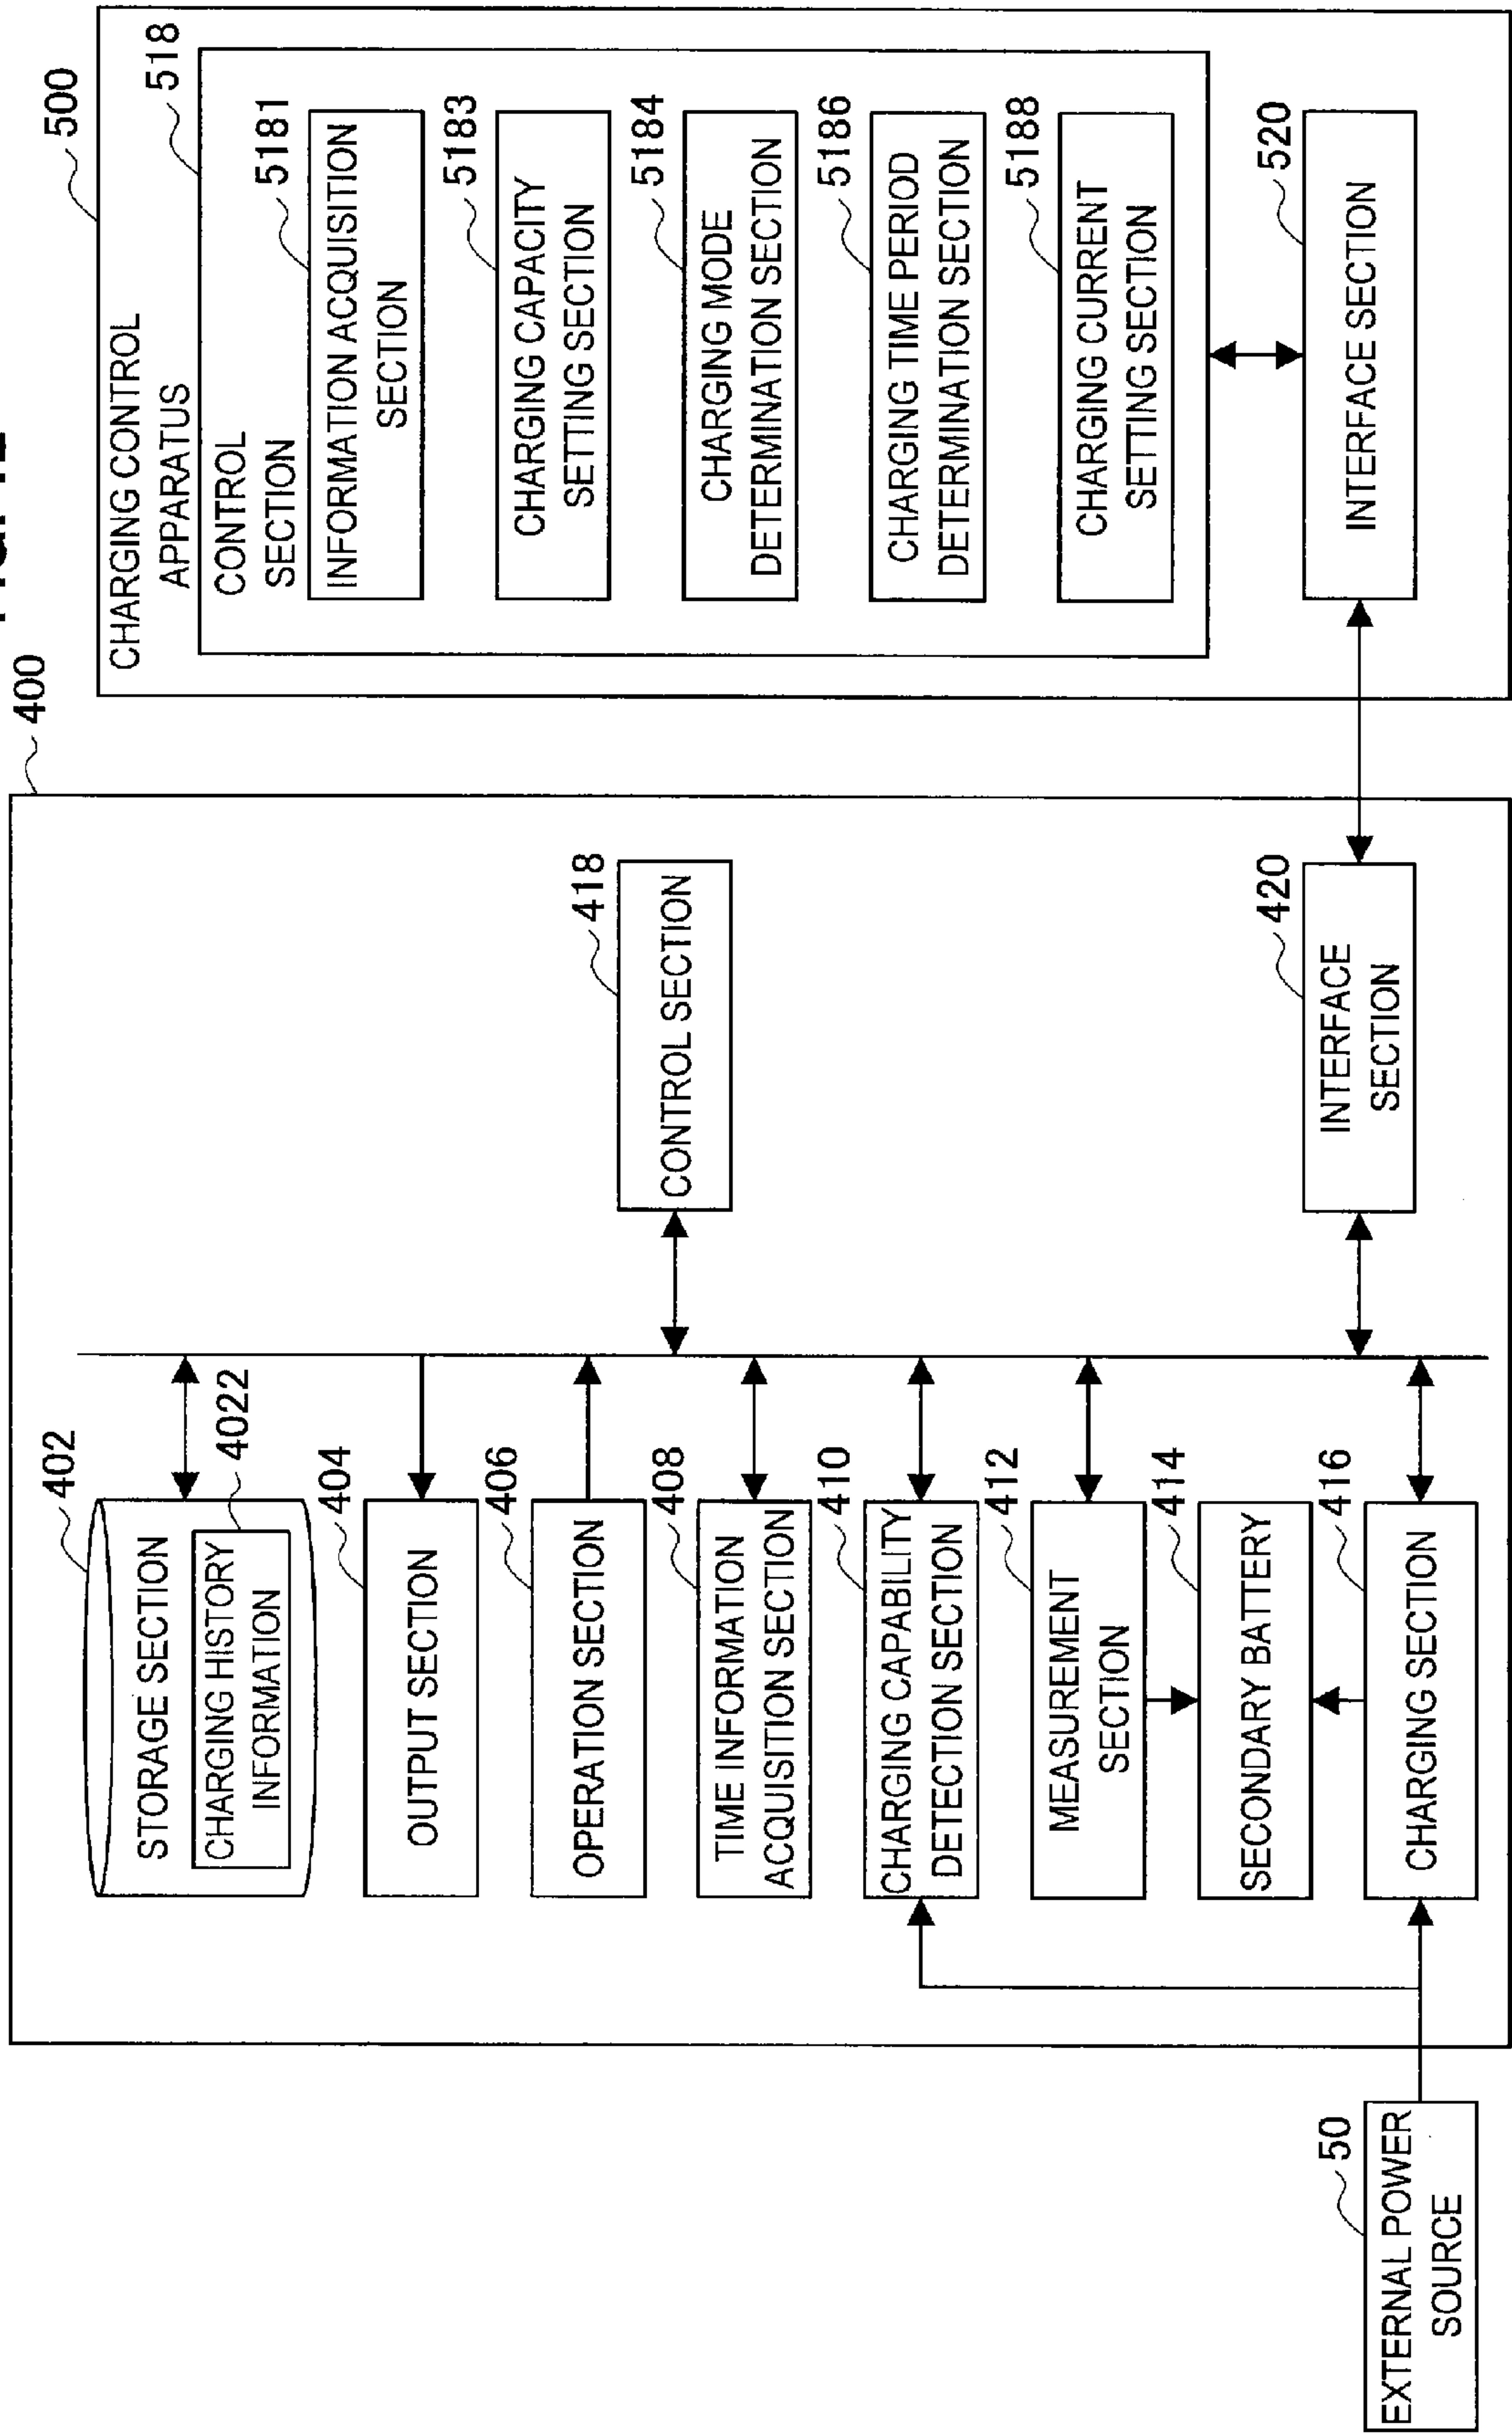 400
402
STORAGE SECTION
4022
CHARGING HISTORY
INFORMATION
404
OUTPUT SECTION
406
OPERATION SECTION
408
TIME INFORMATION
ACQUISITION SECTION
410
CHARGING CAPABILITY
DETECTION SECTION
412
MEASUREMENT
SECTION
414
SECONDARY BATTERY
416
CHARGING SECTION
50
EXTERNAL POWER
SOURCE
418
CONTROL SECTION
420
INTERFACE
SECTION
500
CHARGING CONTROL
APPARATUS
518
CONTROL
SECTION
5181
INFORMATION ACQUISITION
SECTION
5183
CHARGING CAPACITY
SETTING SECTION
5184
CHARGING MODE
DETERMINATION SECTION
5186
CHARGING TIME PERIOD
DETERMINATION SECTION
5188
CHARGING CURRENT
SETTING SECTION
520
INTERFACE SECTION